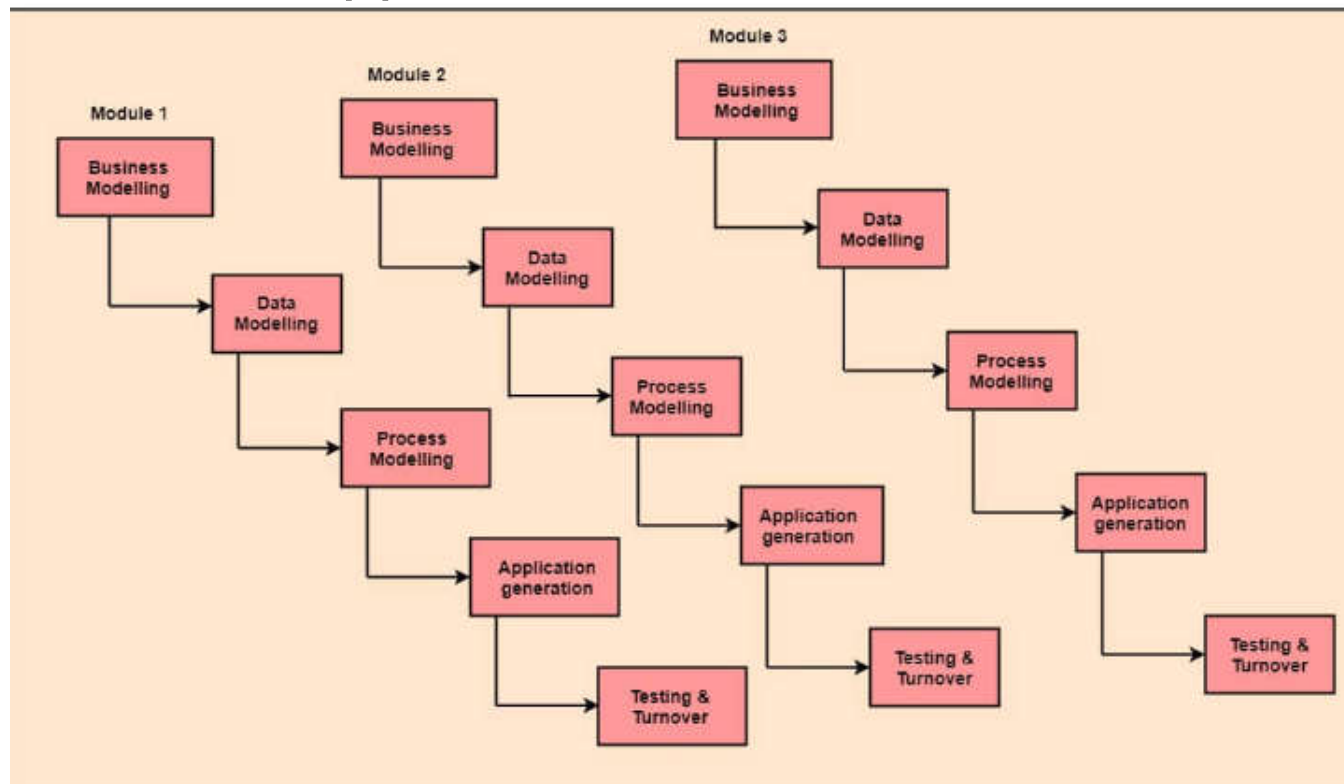 Module 1
Business
Modelling
Data
Modelling
Process
Modelling
Application
generation
Testing &
Turnover
Module 2
Business
Modelling
Data
Modelling
Process
Modelling
Application
generation
Testing &
Turnover
Module 3
Business
Modelling
Data
Modelling
Process
Modelling
Application
generation
Testing &
Turnover